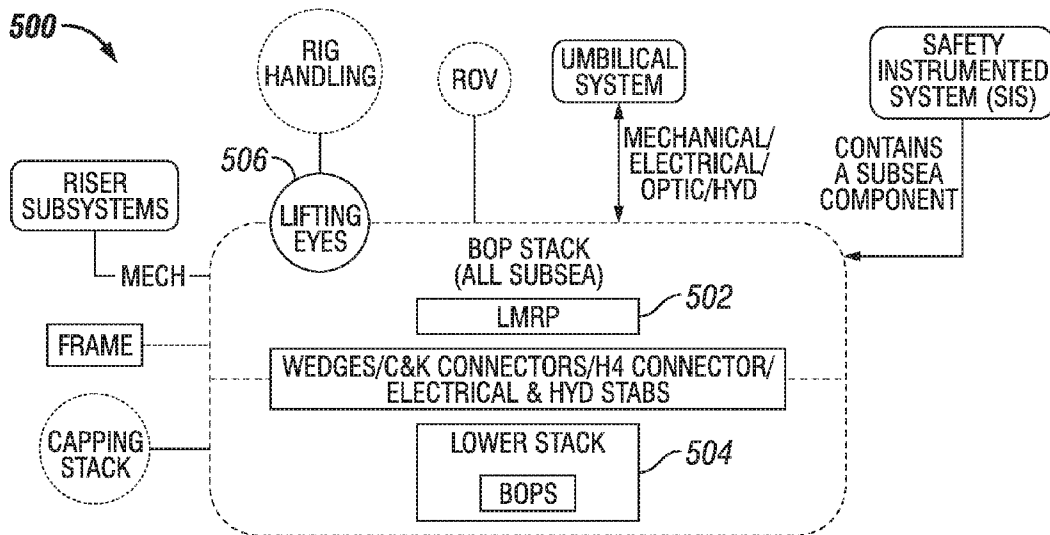 500
RIG
HANDLING
ROV
UMBILICAL
SYSTEM
SAFETY
INSTRUMENTED
SYSTEM (SIS)
506
MECHANICAL/
ELECTRICAL/
OPTIC/HYD
CONTAINS
A SUBSEA
COMPONENT
RISER
SUBSYSTEMS
LIFTING
EYES
MECH
BOP STACK
(ALL SUBSEA)
502
LMRP
FRAME
WEDGES/C&K CONNECTORS/H4 CONNECTOR/
ELECTRICAL & HYD STABS
CAPPING
STACK
LOWER STACK
504
BOPS